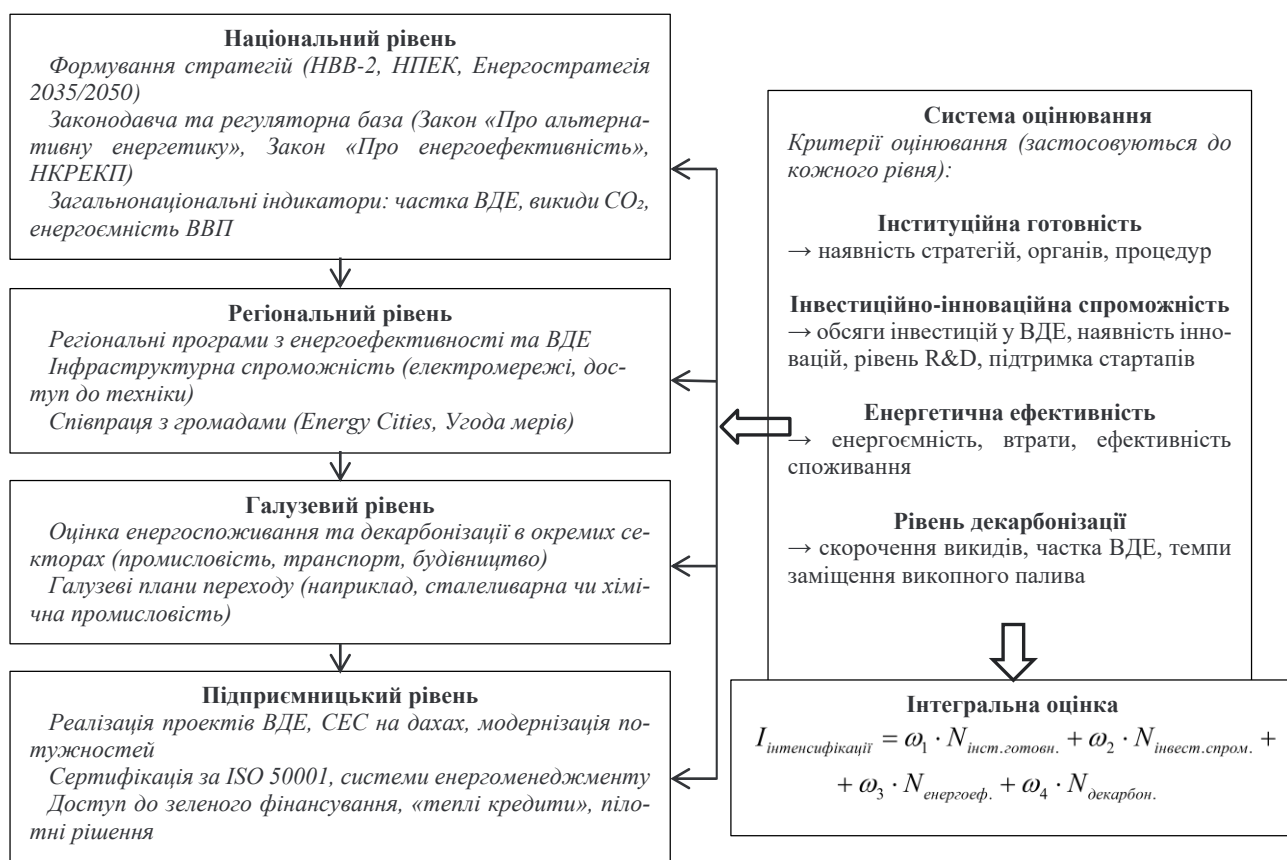 Національний рівень
Формування стратегій (НВВ-2, НПЕК, Енергостратегія
2035/2050)
Законодавча та регуляторна база (Закон «Про альтерна-
тивну енергетику», Закон «Про енергоефективність»,
НКРЕКП)
Загальнонаціональні індикатори: частка ВДЕ, викиди CO₂,
енергоємність ВВП
Регіональний рівень
Регіональні програми з енергоефективності та ВДЕ
Інфраструктурна спроможність (електромережі, дос-
туп до техніки)
Співпраця з громадами (Energy Cities, Угода мерів)
Галузевий рівень
Оцінка енергоспоживання та декарбонізації в окремих се-
кторах (промисловість, транспорт, будівництво)
Галузеві плани переходу (наприклад, сталеливарна чи хімі-
чна промисловість)
Підприємницький рівень
Реалізація проектів ВДЕ, СЕС на дахах, модернізація по-
тужностей
Сертифікація за ISO 50001, системи енергоменеджменту
Доступ до зеленого фінансування, «теплі кредити», піло-
тні рішення
Система оцінювання
Критерії оцінювання (застосовуються до
кожного рівня):
Інституційна готовність
→ наявність стратегій, органів, процедур
Інвестиційно-інноваційна спроможність
→ обсяги інвестицій у ВДЕ, наявність інно-
вацій, рівень R&D, підтримка стартапів
Енергетична ефективність
→ енергоємність, втрати, ефективність
споживання
Рівень декарбонізації
→ скорочення викидів, частка ВДЕ, темпи
заміщення викопного палива
Інтегральна оцінка
I інтенсифікації = ω₁ · N інст.готовн. + ω₂ · N інвест.спром. +
+ ω₃ · N енергоеф. + ω₄ · N декарбон.